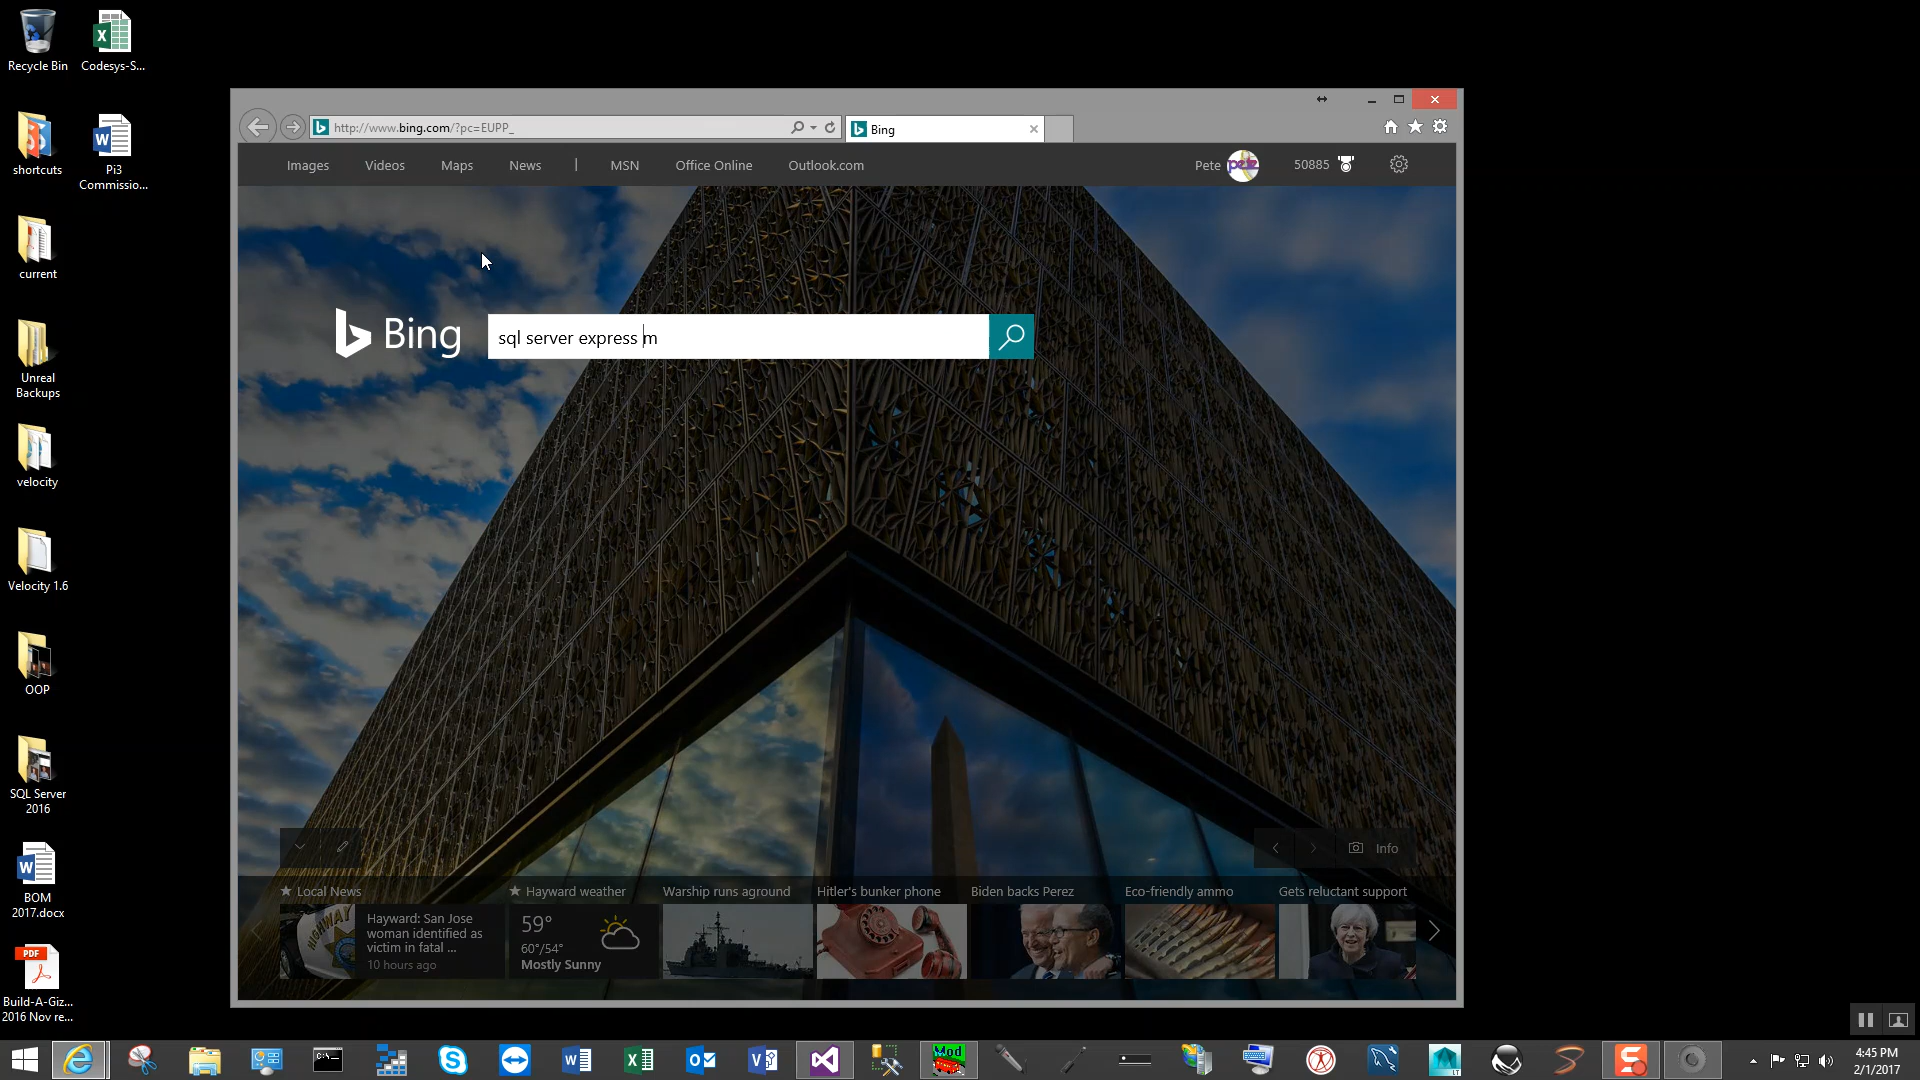 Recycle Bin
Codesys-S...
shortcuts
Pi3
Commissio...
current
Unreal
Backups
velocity
Velocity 1.6
OOP
SQL Server
2016
BOM
2017.docx
PDF
Build-A-Giz...
2016 Nov re...
http://www.bing.com/?pc=EUPP_
Bing
Images
Videos
Maps
News
|
MSN
Office Online
Outlook.com
Pete
pete
50885
Bing
sql server express m
Info
Local News
Hayward: San Jose
woman identified as
victim in fatal ...
10 hours ago
HIGHWAY
Hayward weather
59°
60°/54°
Mostly Sunny
Warship runs aground
Hitler's bunker phone
Biden backs Perez
Eco-friendly ammo
Gets reluctant support
Mod
4:45 PM
2/1/2017